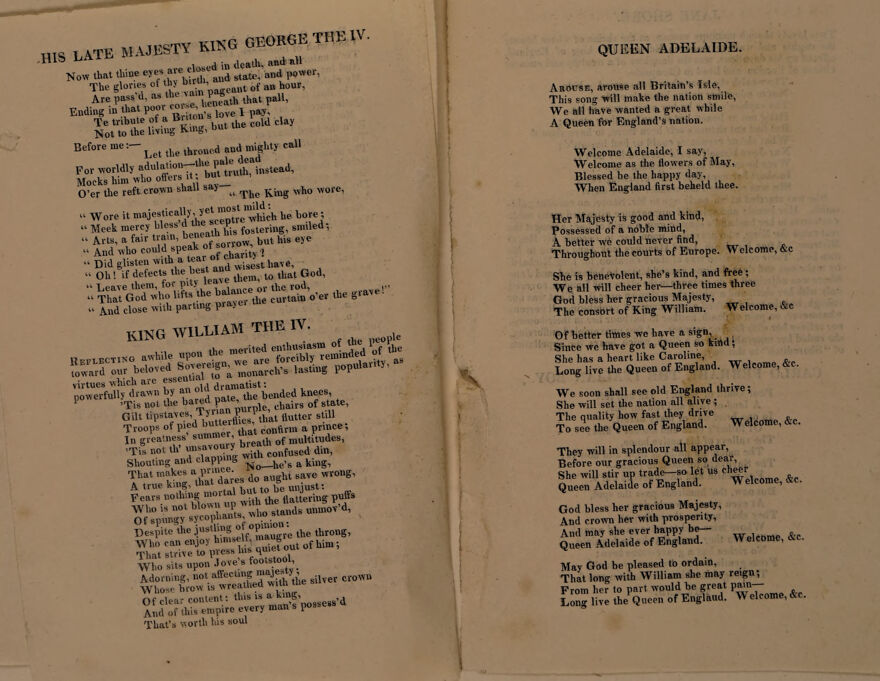 HIS LATE MAJESTY KING GEORGE THE IV.
Now that thine eyes are closed in death, and all
The glories of thy birth, and state, and power,
Are pass'd, as the vain pageant of an hour,
Ending in that poor corse, beneath that pall,
Te tribute of a Briton's love I pay,
Not to the living King, but the cold clay
Before me:—
Let the throned and mighty call
For worldly adulation—the pale dead
Mocks him who offers it; but truth, instead,
O'er the reft crown shall say—
“ The King who wore,
“ Wore it majestically, yet most mild:
“ Meek mercy bless'd the sceptre which he bore;
“ Arts, a fair train, beneath his fostering, smiled;
“ And who could speak of sorrow, but his eye
“ Did glisten with a tear of charity?
“ Oh! if defects the best and wisest have,
“ Leave them, for pity leave them, to that God,
“ That God who lifts the balance or the rod,
“ And close with parting prayer the curtain o'er the grave!”
KING WILLIAM THE IV.
REFLECTING awhile upon the merited enthusiasm of the people
toward our beloved Sovereign, we are forcibly reminded of the
virtues which are essential to a monarch's lasting popularity, as
powerfully drawn by an old dramatist:
'Tis not the bared pate, the bended knees,
Gilt tipstaves, Tyrian purple, chairs of state,
Troops of pied butterflies, that flutter still
In greatness' summer, that confirm a prince;
'Tis not th' unsavoury breath of multitudes,
Shouting and clapping with confused din,
That makes a prince. No—he's a king,
A true king, that dares do aught save wrong,
Fears nothing mortal but to be unjust:
Who is not blown up with the flattering puffs
Of spungy sycophants, who stands unmov'd,
Despite the justling of opinion:
Who can enjoy himself, maugre the throng,
That strive to press his quiet out of him;
Who sits upon Jove's footstool,
Adorning, not affecting majesty;
Whose brow is wreathed with the silver crown
Of clear content: this is a king,
And of this empire every man's possess'd
That's worth his soul
QUEEN ADELAIDE.
AROUSE, arouse all Britain's Isle,
This song will make the nation smile,
We all have wanted a great while
A Queen for England's nation.
Welcome Adelaide, I say,
Welcome as the flowers of May,
Blessed be the happy day,
When England first beheld thee.
Her Majesty is good and kind,
Possessed of a noble mind,
A better we could never find,
Throughout the courts of Europe. Welcome, &c
She is benevolent, she's kind, and free;
We all will cheer her—three times three
God bless her gracious Majesty,
The consort of King William. Welcome, &c
Of better times we have a sign,
Since we have got a Queen so kind;
She has a heart like Caroline,
Long live the Queen of England. Welcome, &c.
We soon shall see old England thrive;
She will set the nation all alive;
The quality how fast they drive
To see the Queen of England. Welcome, &c.
They will in splendour all appear,
Before our gracious Queen so dear,
She will stir up trade—so let us cheer
Queen Adelaide of England. Welcome, &c.
God bless her gracious Majesty,
And crown her with prosperity,
And may she ever happy be—
Queen Adelaide of England. Welcome, &c.
May God be pleased to ordain,
That long with William she may reign;
From her to part would be great pain—
Long live the Queen of England. Welcome, &c.